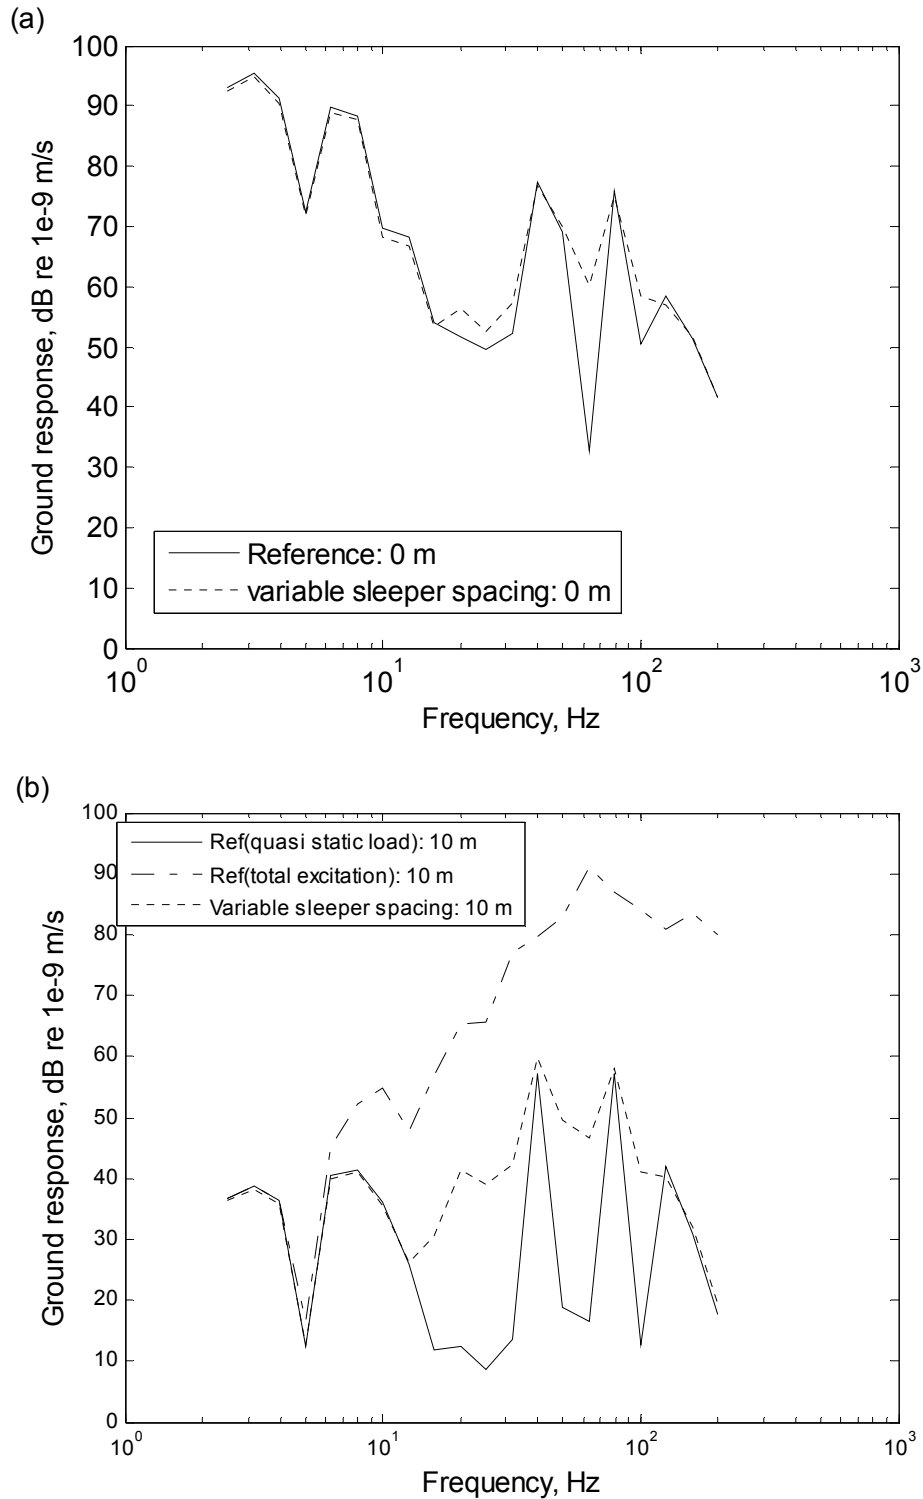 (a)
100
90
80
70
60
50
40
30
20
10
0
Ground response, dB re 1e-9 m/s
Reference: 0 m
variable sleeper spacing: 0 m
10^0 10^1 10^2 10^3
Frequency, Hz
(b)
100
90
80
70
60
50
40
30
20
10
0
Ground response, dB re 1e-9 m/s
Ref(quasi static load): 10 m
Ref(total excitation): 10 m
Variable sleeper spacing: 10 m
10^0 10^1 10^2 10^3
Frequency, Hz